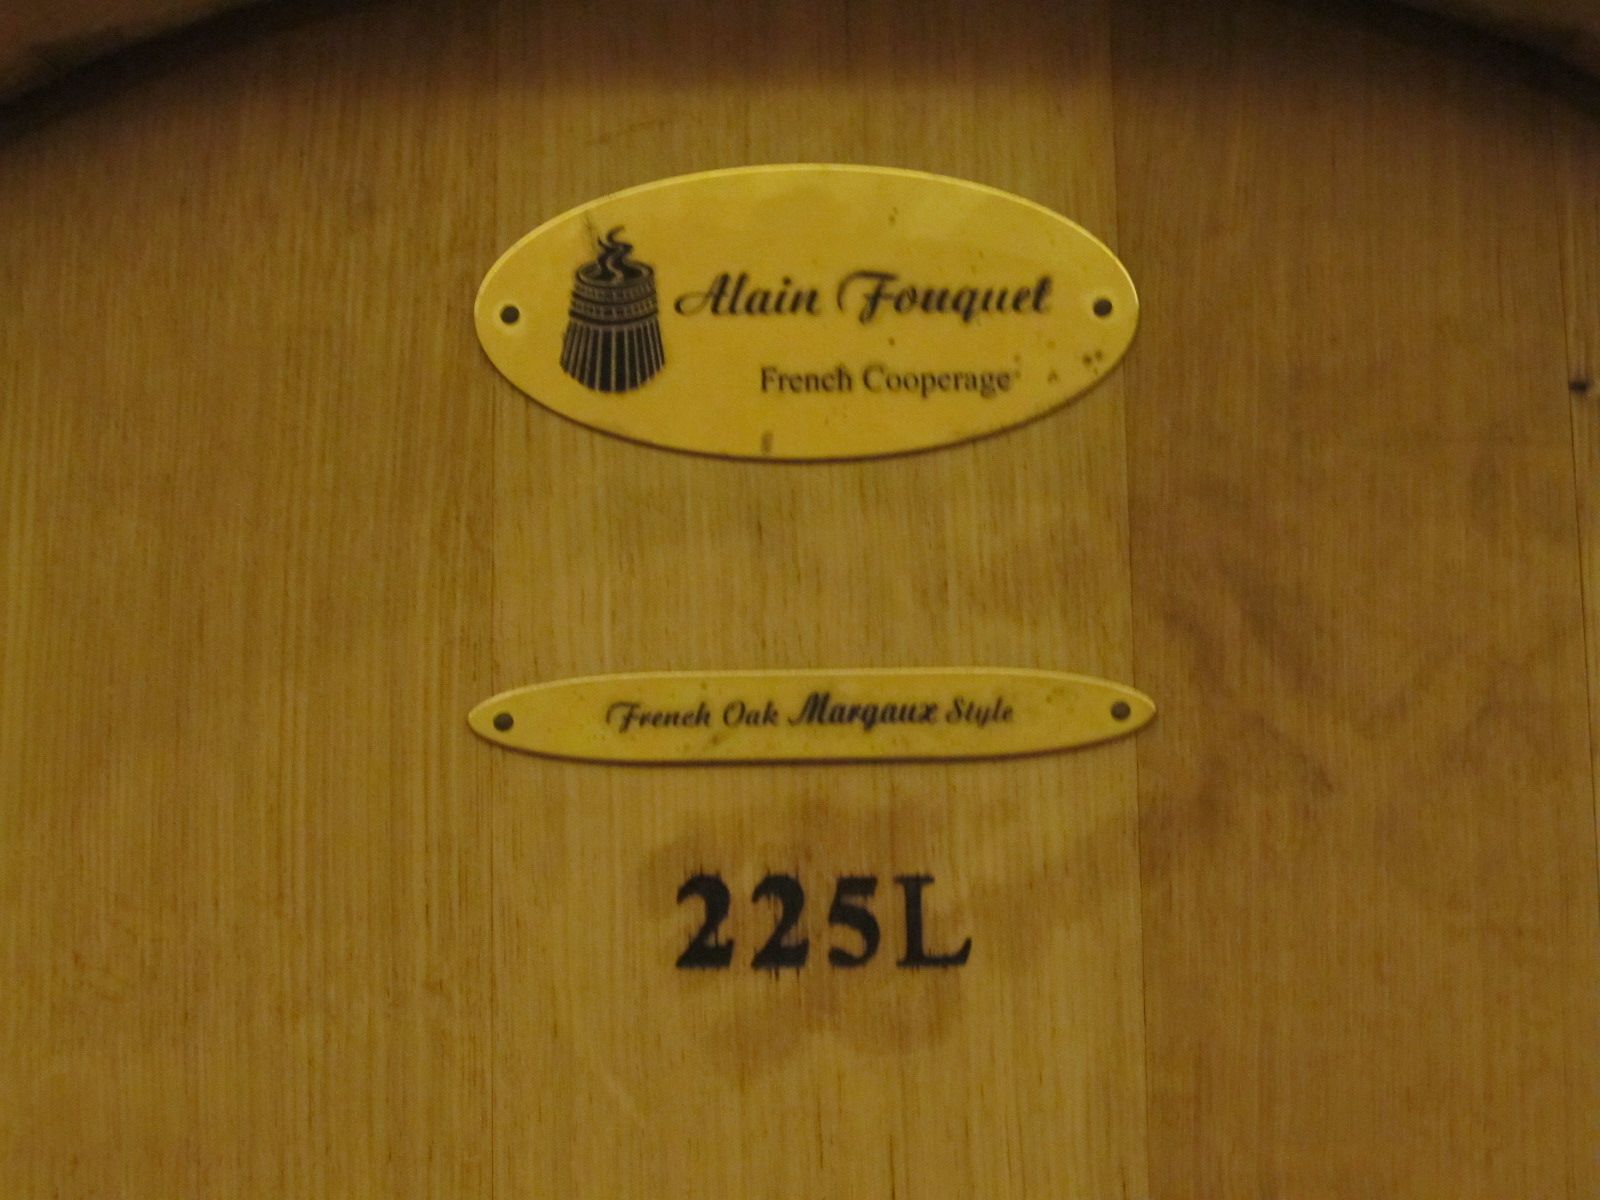 Alain Fouquet
French Cooperage
French Oak Margaux Style
225L